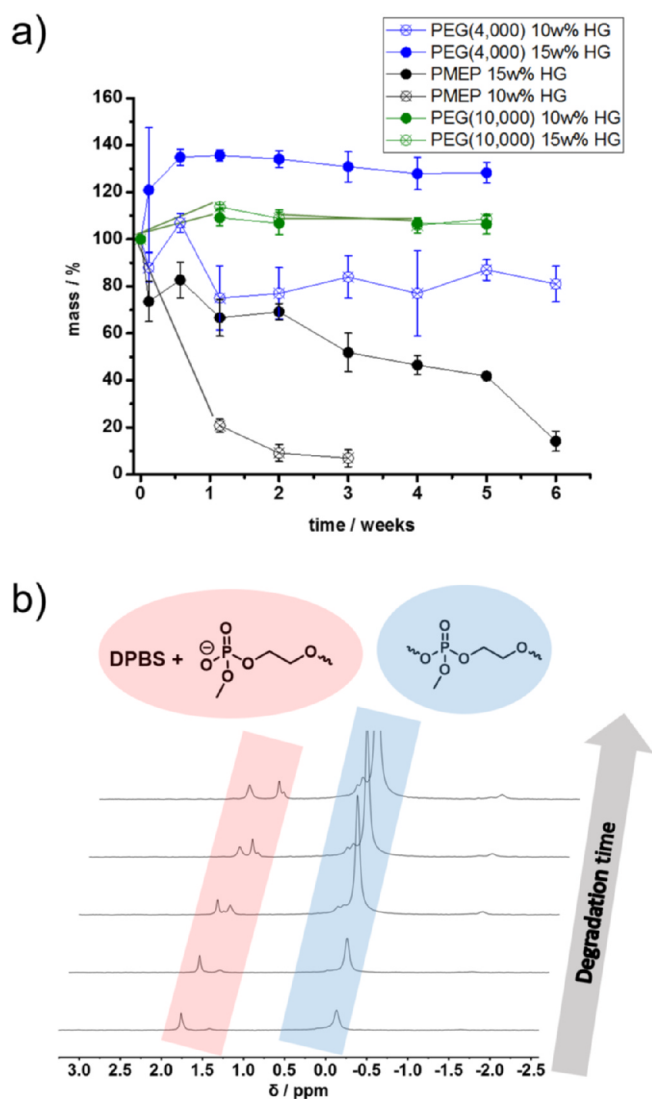 a)
PEG(4,000) 10w% HG
PEG(4,000) 15w% HG
PMEP 15w% HG
PMEP 10w% HG
PEG(10,000) 10w% HG
PEG(10,000) 15w% HG
160
140
120
100
80
60
40
20
0
mass / %
0 1 2 3 4 5 6
time / weeks
b)
DPBS +
⊖
O
O P O O
O
O
O P O O
O
Degradation time
3.0 2.5 2.0 1.5 1.0 0.5 0.0 -0.5 -1.0 -1.5 -2.0 -2.5
δ / ppm